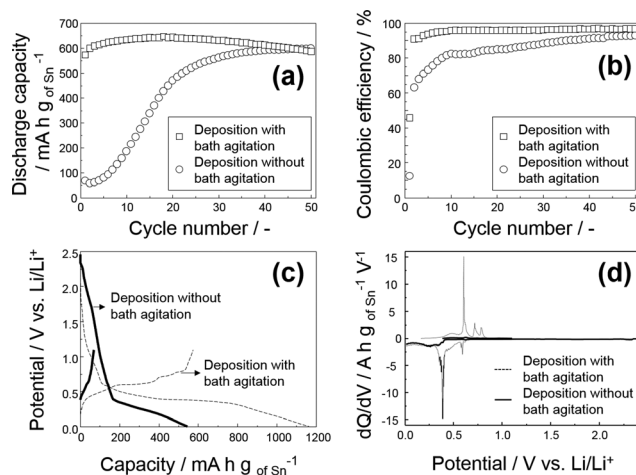 Discharge capacity
/ mA h g of Sn⁻¹
800
700
600
500
400
300
200
100
0
0 10 20 30 40 50
Cycle number / -
(a)
Deposition with
bath agitation
Deposition without
bath agitation
Coulombic efficiency / %
100
80
60
40
20
0
0 10 20 30 40 50
Cycle number / -
(b)
Deposition with
bath agitation
Deposition without
bath agitation
Potential / V vs. Li/Li⁺
2.5
2.0
1.5
1.0
0.5
0.0
0 200 400 600 800 1000 1200
Capacity / mA h g of Sn⁻¹
(c)
Deposition without
bath agitation
Deposition with
bath agitation
dQ/dV / A h g of Sn⁻¹ V⁻¹
15
10
5
0
-5
-10
-15
0.0 0.5 1.0 1.5 2.0
Potential / V vs. Li/Li⁺
(d)
Deposition with
bath agitation
Deposition without
bath agitation